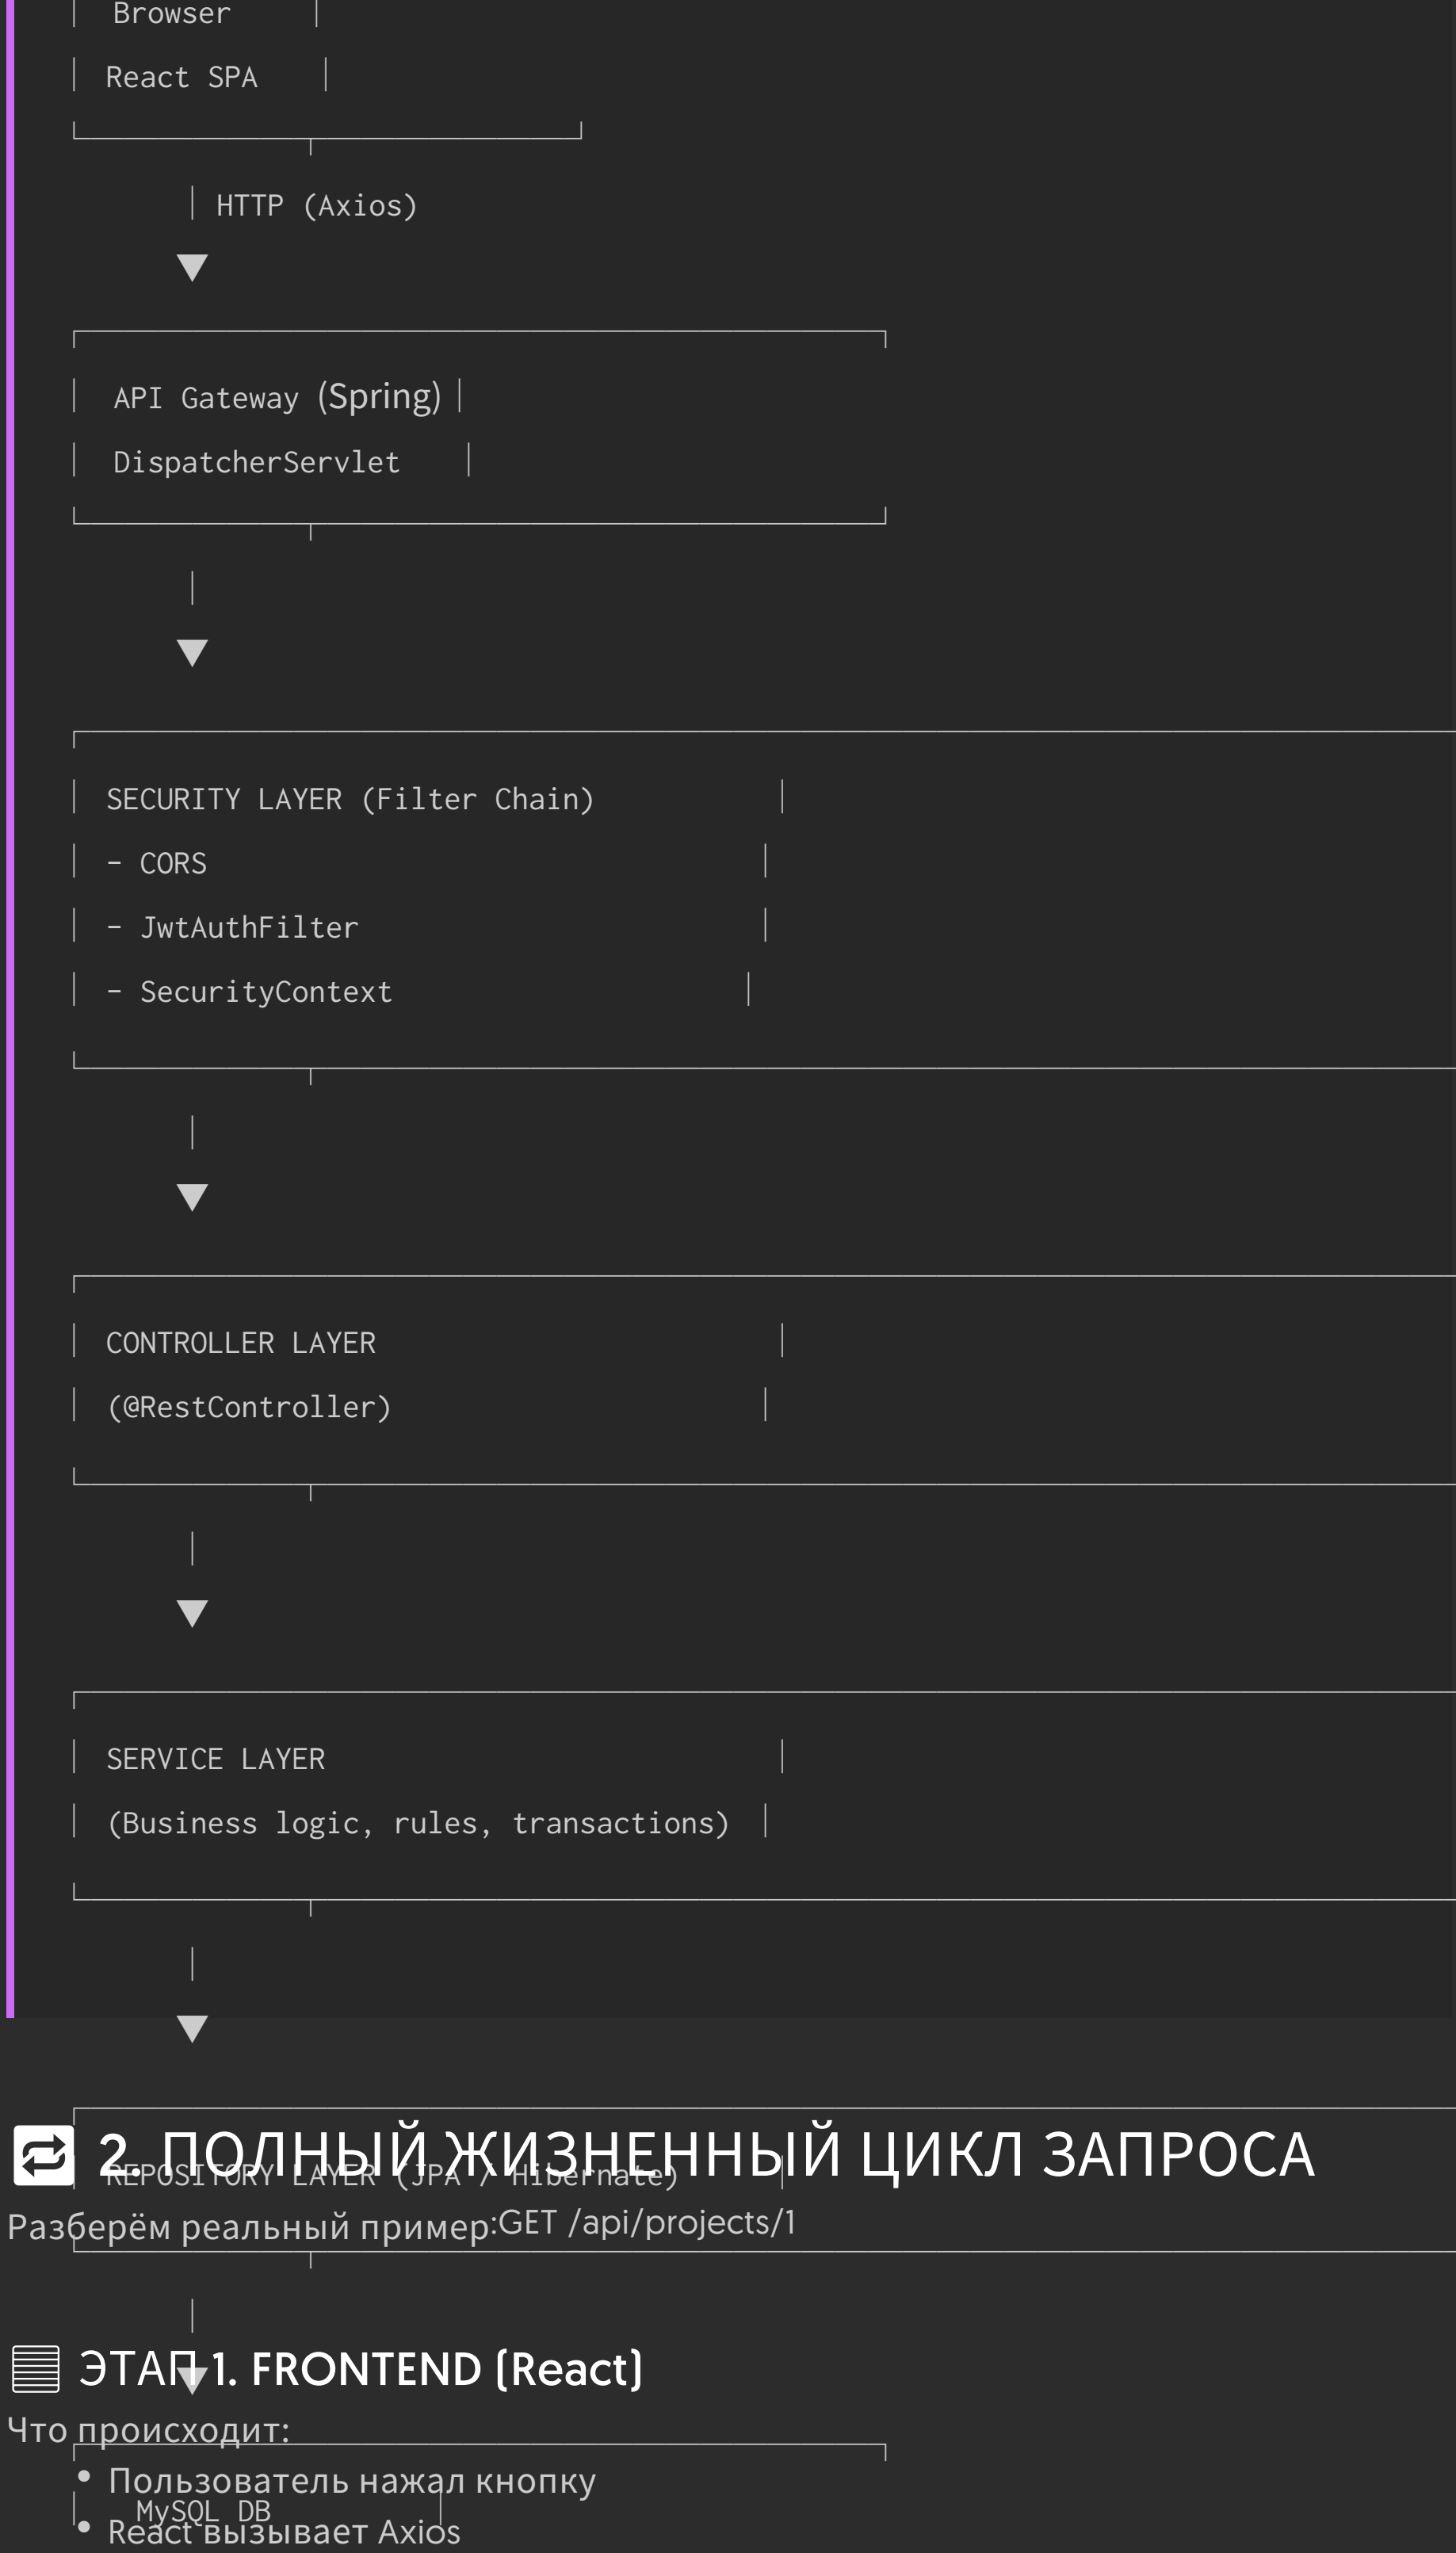 Browser
React SPA
HTTP (Axios)
API Gateway (Spring)
DispatcherServlet
SECURITY LAYER (Filter Chain)
- CORS
- JwtAuthFilter
- SecurityContext
CONTROLLER LAYER
(@RestController)
SERVICE LAYER
(Business logic, rules, transactions)
2. ПОЛНЫЙ ЖИЗНЕННЫЙ ЦИКЛ ЗАПРОСА
REPOSITORY LAYER (JPA / Hibernate)
Разберём реальный пример:GET /api/projects/1
ЭТАП 1. FRONTEND (React)
Что происходит:
• Пользователь нажал кнопку
MySQL DB
• React вызывает Axios